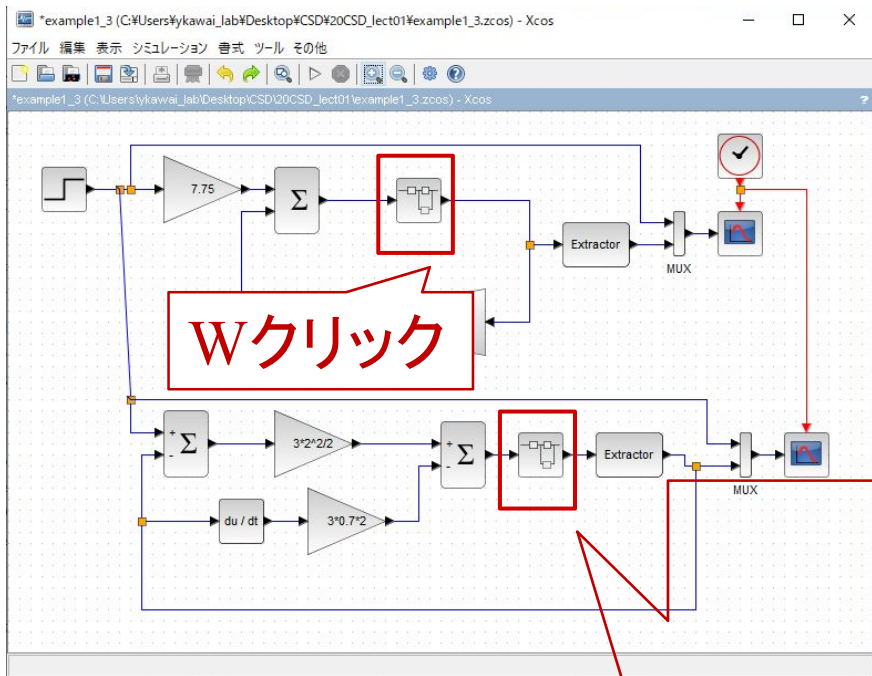 *example1_3 (C:¥Users¥ykawai_lab¥Desktop¥CSD¥20CSD_lect01¥example1_3.zcos) - Xcos
ファイル 編集 表示 シミュレーション 書式 ツール その他
*example1_3 (C:\Users\ykawai_lab\Desktop\CSD\20CSD_lect01\example1_3.zcos) - Xcos
?
7.75
Σ
Extractor
MUX
Wクリック
+
-
Σ
3*2^2/2
+
-
Σ
Extractor
MUX
du / dt
3*0.7*2